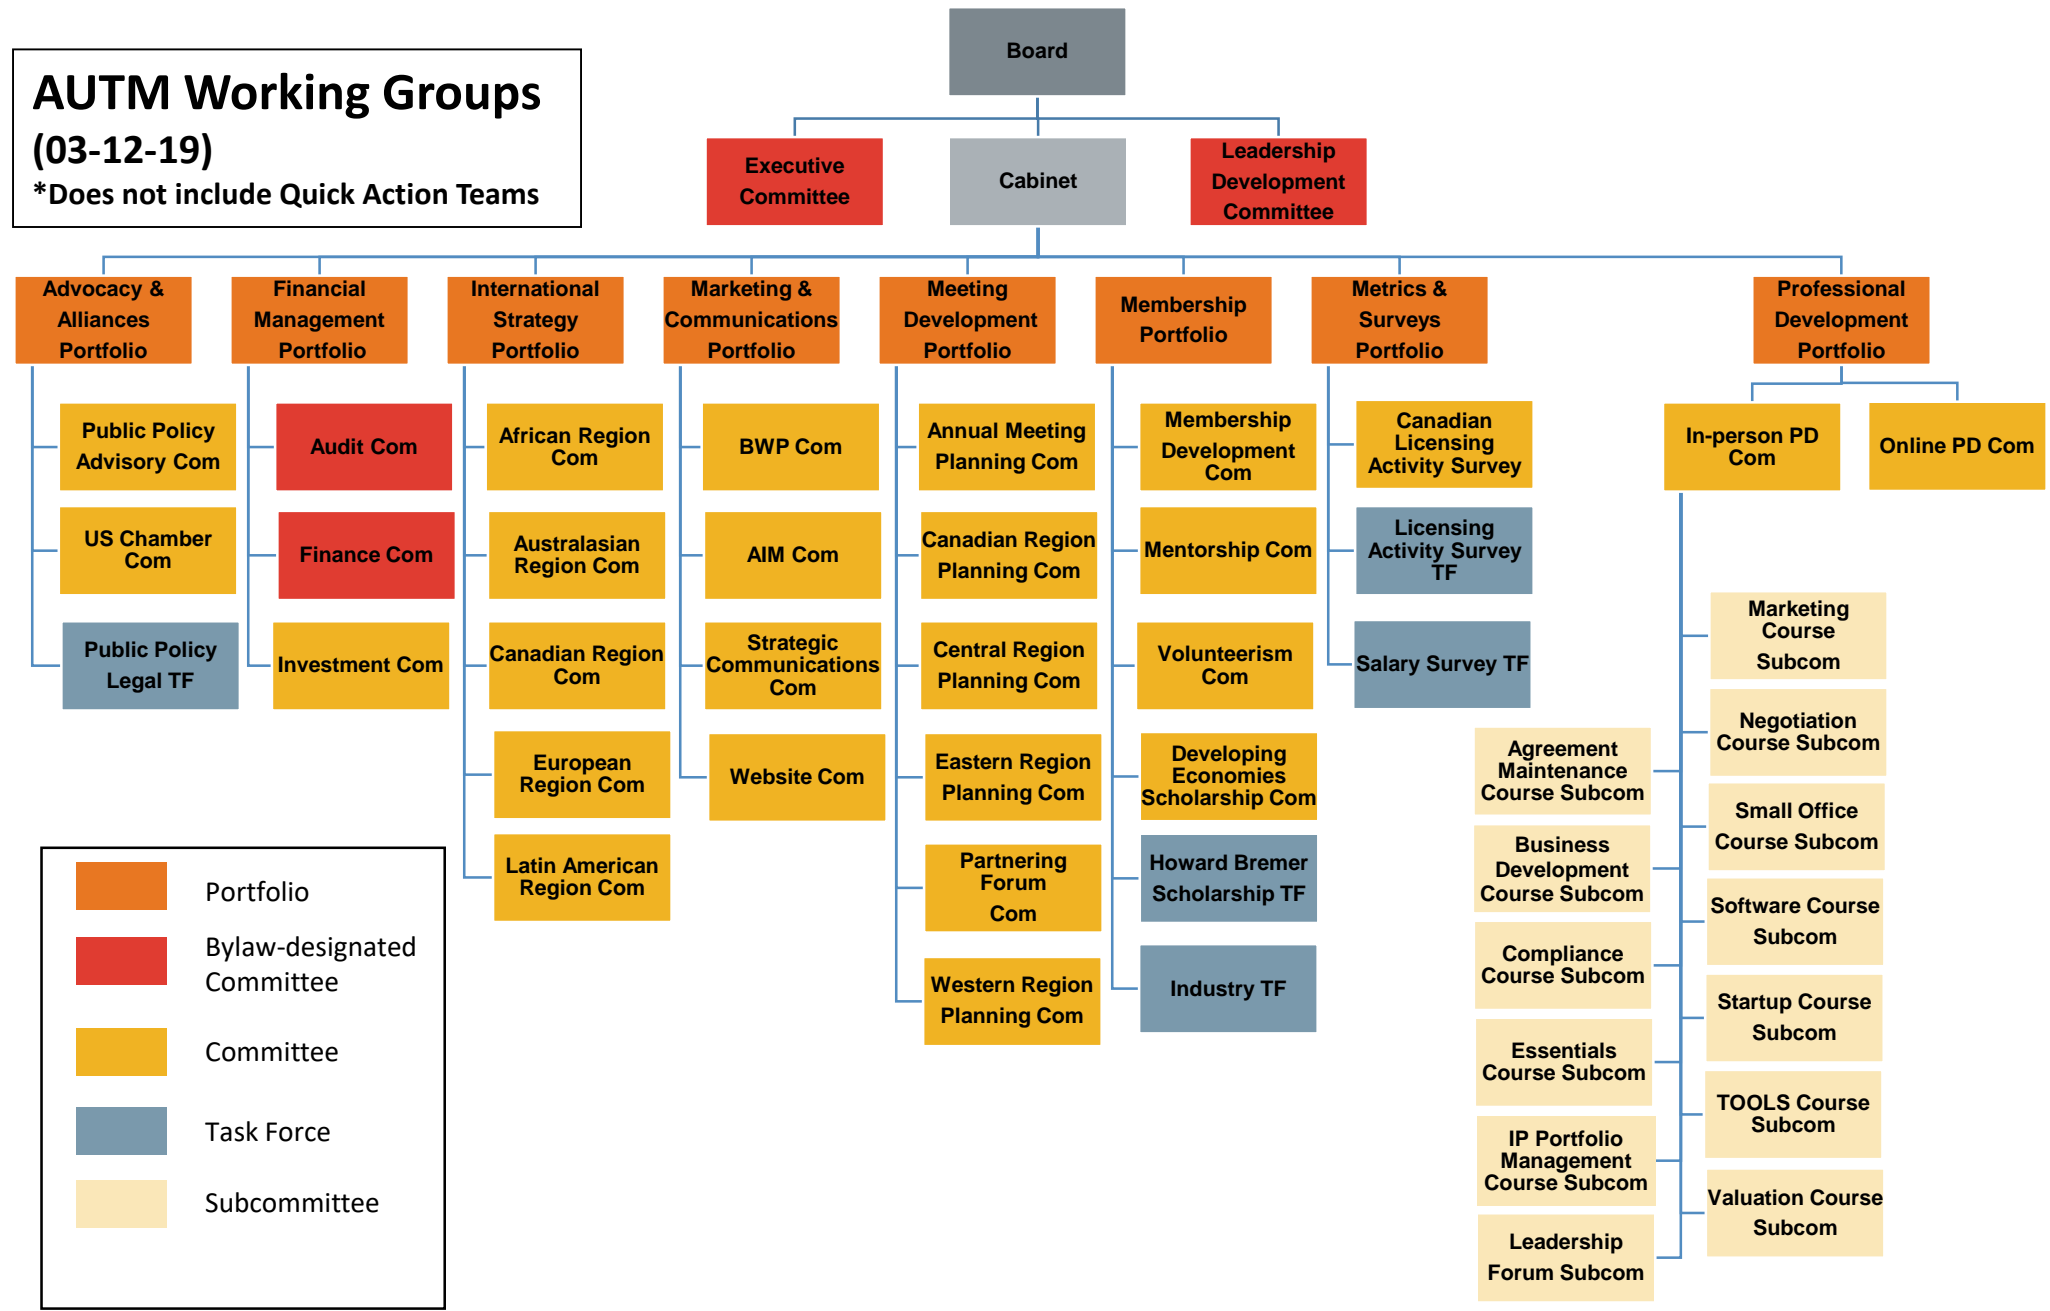 AUTM Working Groups
(03-12-19)
*Does not include Quick Action Teams
Board
Executive
Committee
Cabinet
Leadership
Development
Committee
Advocacy &
Alliances
Portfolio
Financial
Management
Portfolio
International
Strategy
Portfolio
Marketing &
Communications
Portfolio
Meeting
Development
Portfolio
Membership
Portfolio
Metrics &
Surveys
Portfolio
Professional
Development
Portfolio
Public Policy
Advisory Com
US Chamber
Com
Public Policy
Legal TF
Audit Com
Finance Com
Investment Com
African Region
Com
Australasian
Region Com
Canadian Region
Com
European
Region Com
Latin American
Region Com
BWP Com
AIM Com
Strategic
Communications
Com
Website Com
Annual Meeting
Planning Com
Canadian Region
Planning Com
Central Region
Planning Com
Eastern Region
Planning Com
Partnering
Forum
Com
Western Region
Planning Com
Membership
Development
Com
Mentorship Com
Volunteerism
Com
Developing
Economies
Scholarship Com
Howard Bremer
Scholarship TF
Industry TF
Canadian
Licensing
Activity Survey
Licensing
Activity Survey
TF
Salary Survey TF
In-person PD
Com
Online PD Com
Agreement
Maintenance
Course Subcom
Business
Development
Course Subcom
Compliance
Course Subcom
Essentials
Course Subcom
IP Portfolio
Management
Course Subcom
Leadership
Forum Subcom
Marketing
Course
Subcom
Negotiation
Course Subcom
Small Office
Course Subcom
Software Course
Subcom
Startup Course
Subcom
TOOLS Course
Subcom
Valuation Course
Subcom
Portfolio
Bylaw-designated
Committee
Committee
Task Force
Subcommittee